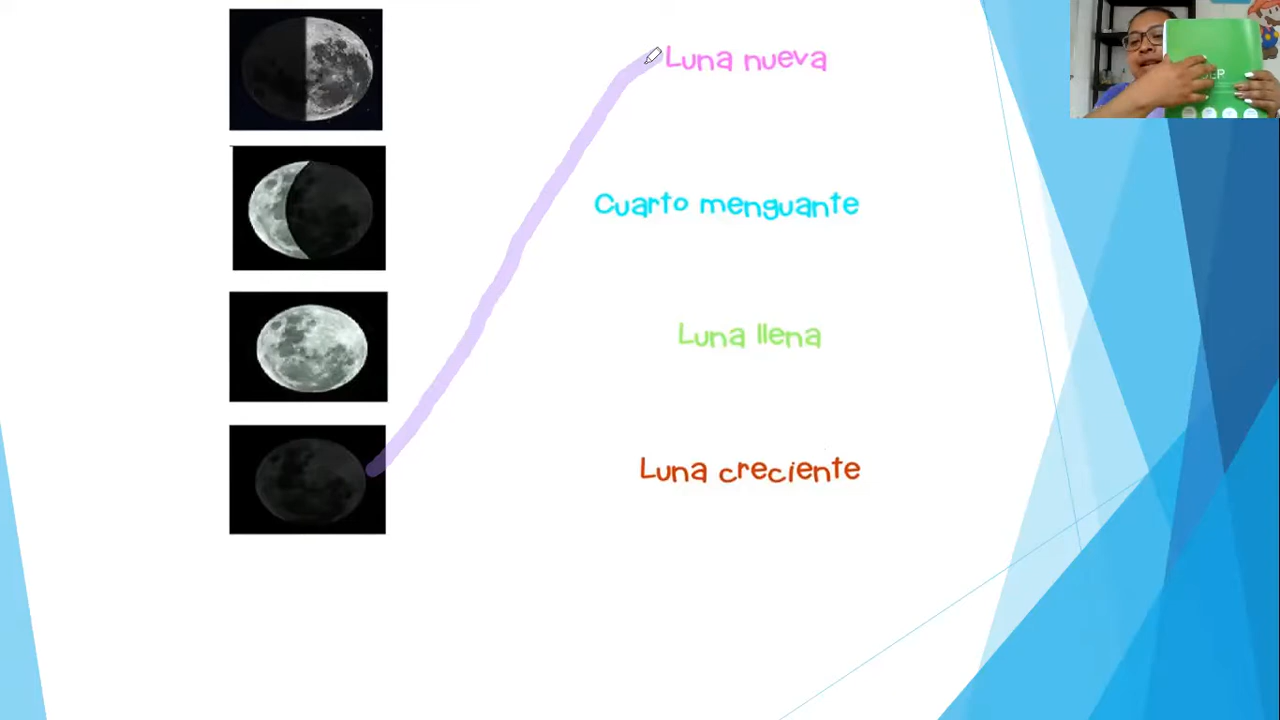 Luna nueva
Cuarto menguante
Luna llena
Luna creciente